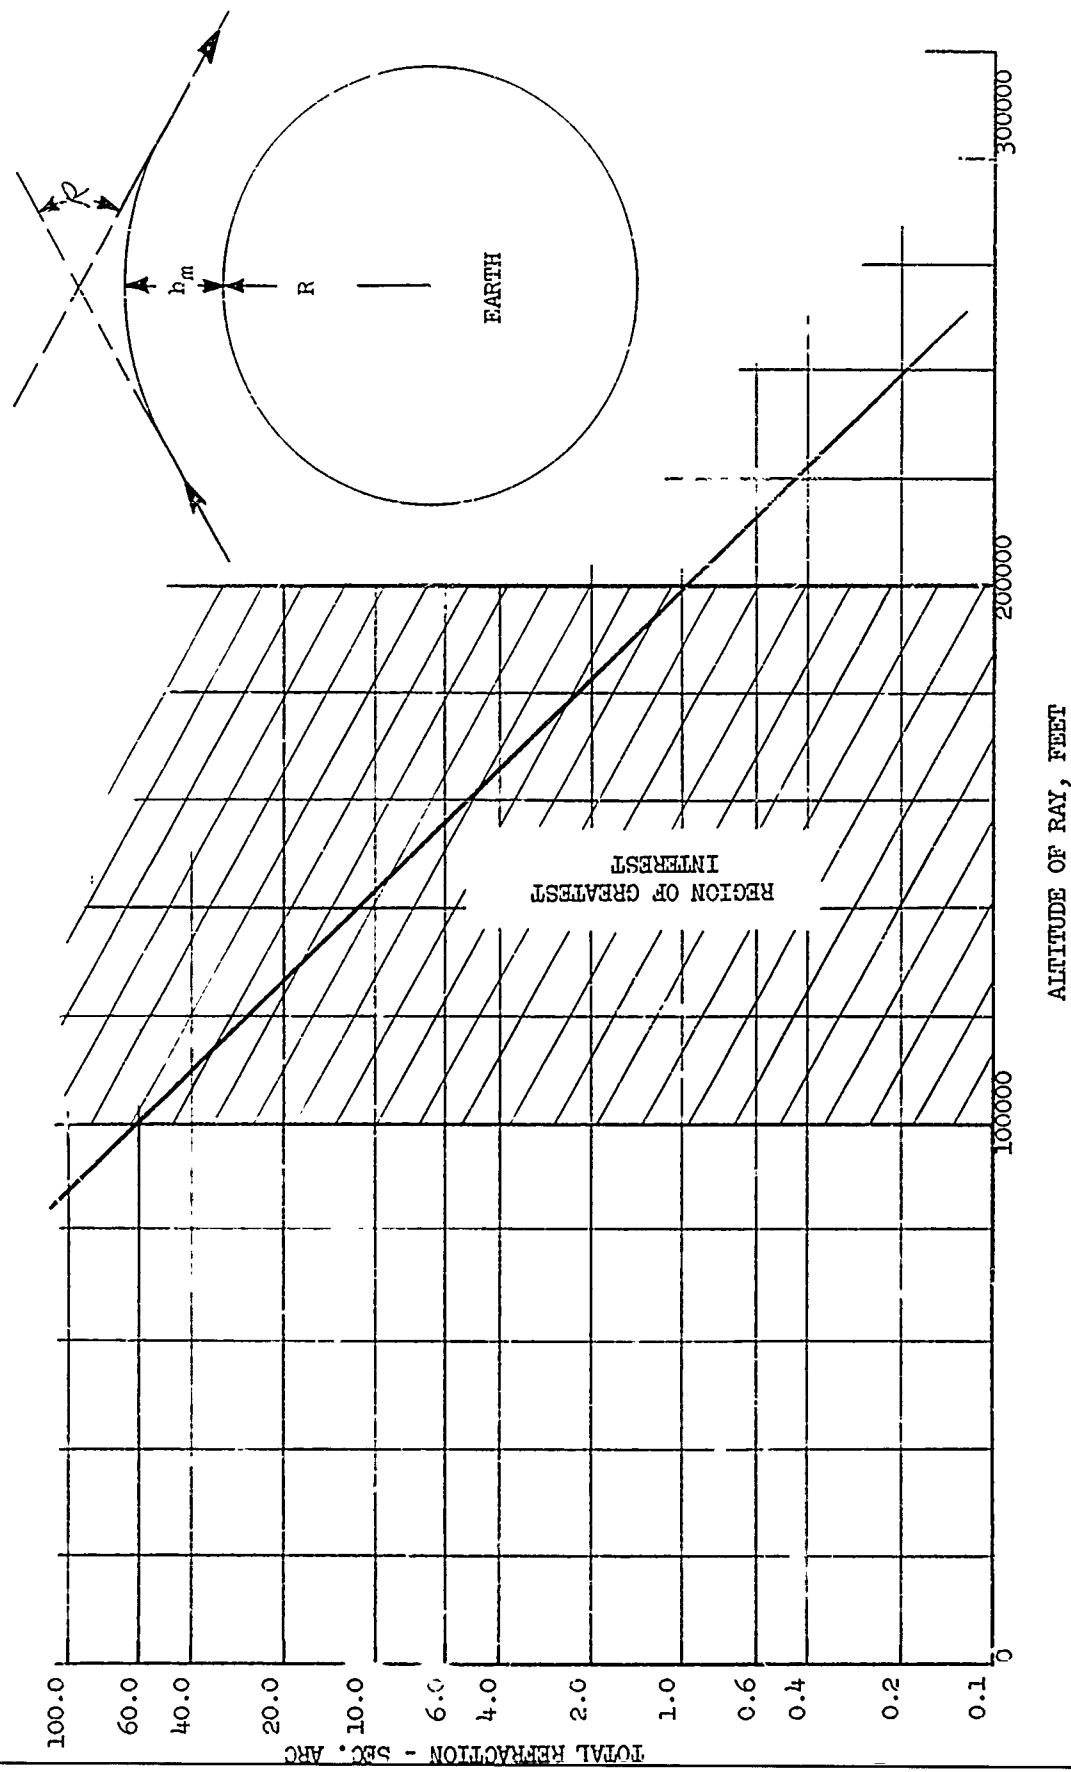 R
h_m
R
EARTH
REGION OF GREATEST
INTEREST
TOTAL REFRACTION - SEC. ARC
100.0
60.0
40.0
20.0
10.0
6.0
4.0
2.0
1.0
0.6
0.4
0.2
0.1
0
100000
200000
300000
ALTITUDE OF RAY, FEET